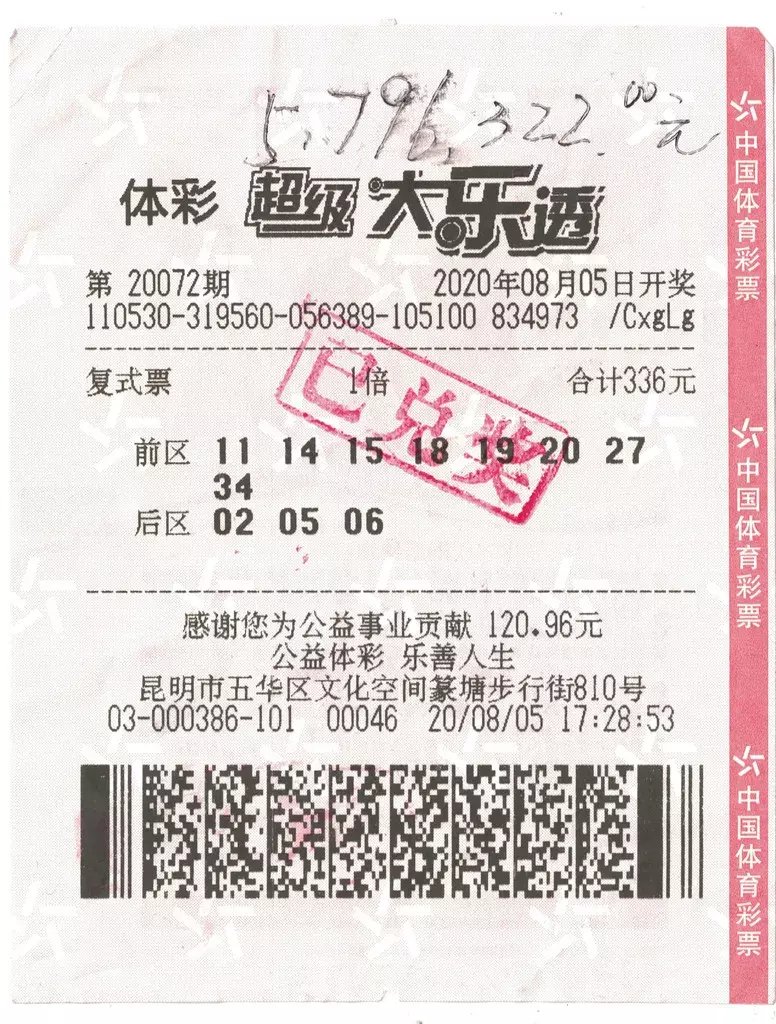 5,796,322.00元
体彩 超级大乐透
第 20072期 2020年08月05日开奖
110530-319560-056389-105100 834973 /CxgLg
复式票 1倍 合计336元
已兑奖
前区 11 14 15 18 19 20 27
34
后区 02 05 06
感谢您为公益事业贡献 120.96元
公益体彩 乐善人生
昆明市五华区文化空间篆塘步行街810号
03-000386-101 00046 20/08/05 17:28:53
中国体育彩票
中国体育彩票
中国体育彩票